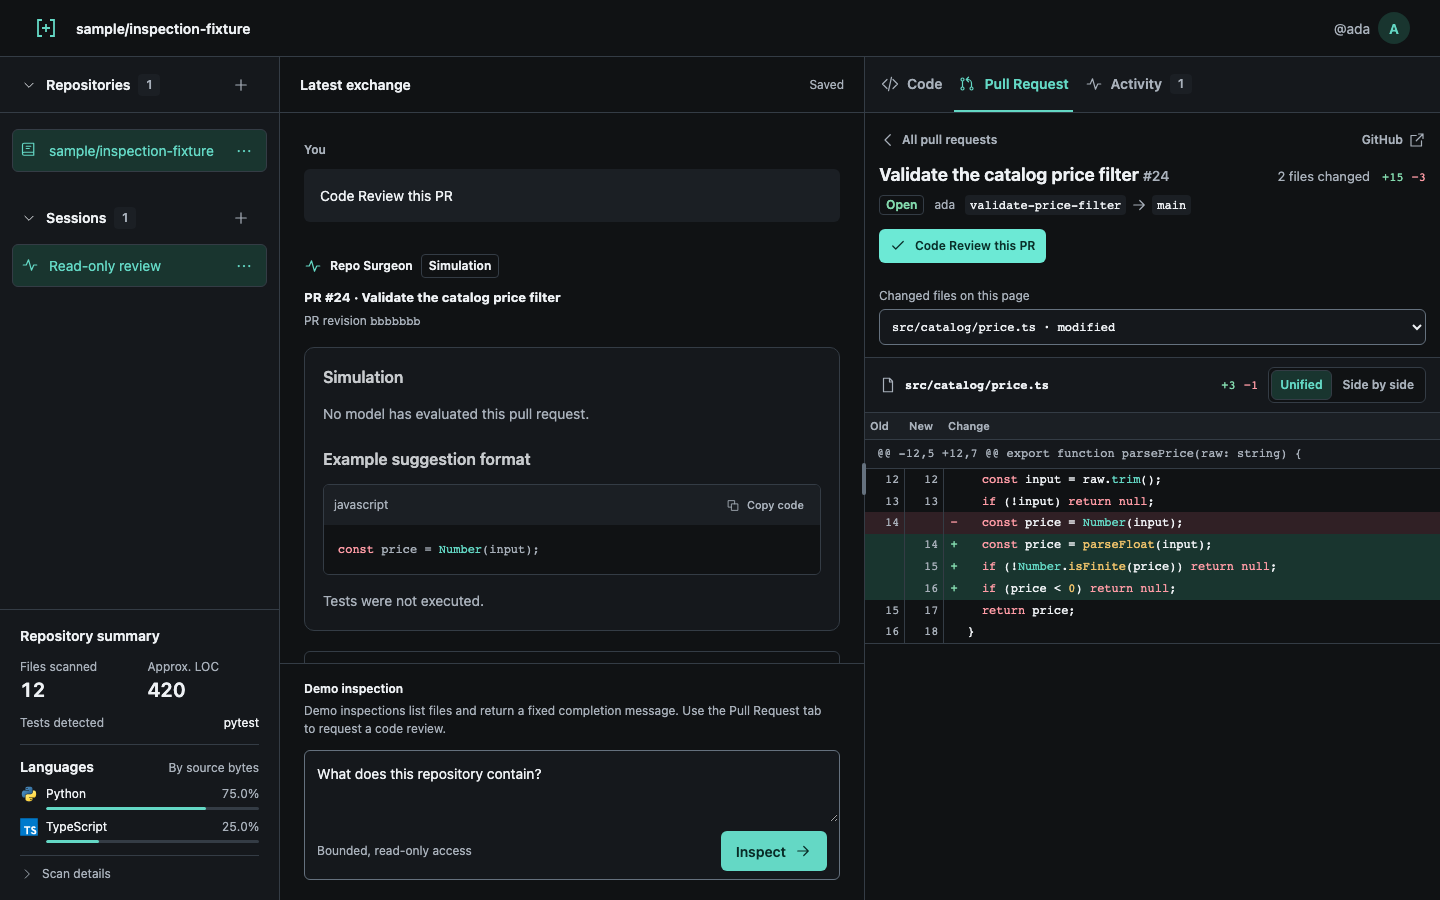 sample/inspection-fixture
@ada A
Repositories 1
sample/inspection-fixture ...
Sessions 1
Read-only review ...
Repository summary
Files scanned Approx. LOC
12 420
Tests detected pytest
Languages By source bytes
Python 75.0%
TS TypeScript 25.0%
Scan details
Latest exchange Saved
You
Code Review this PR
Repo Surgeon Simulation
PR #24 · Validate the catalog price filter
PR revision bbbbbbb
Simulation
No model has evaluated this pull request.
Example suggestion format
javascript Copy code
const price = Number(input);
Tests were not executed.
Demo inspection
Demo inspections list files and return a fixed completion message. Use the Pull Request tab
to request a code review.
What does this repository contain?
Bounded, read-only access Inspect →
Code Pull Request Activity 1
All pull requests GitHub
Validate the catalog price filter #24 2 files changed +15 −3
Open ada validate-price-filter → main
Code Review this PR
Changed files on this page
src/catalog/price.ts · modified
src/catalog/price.ts +3 −1 Unified Side by side
Old New Change
@@ -12,5 +12,7 @@ export function parsePrice(raw: string) {
12 12 const input = raw.trim();
13 13 if (!input) return null;
14 − const price = Number(input);
14 + const price = parseFloat(input);
15 + if (!Number.isFinite(price)) return null;
16 + if (price < 0) return null;
15 17 return price;
16 18 }